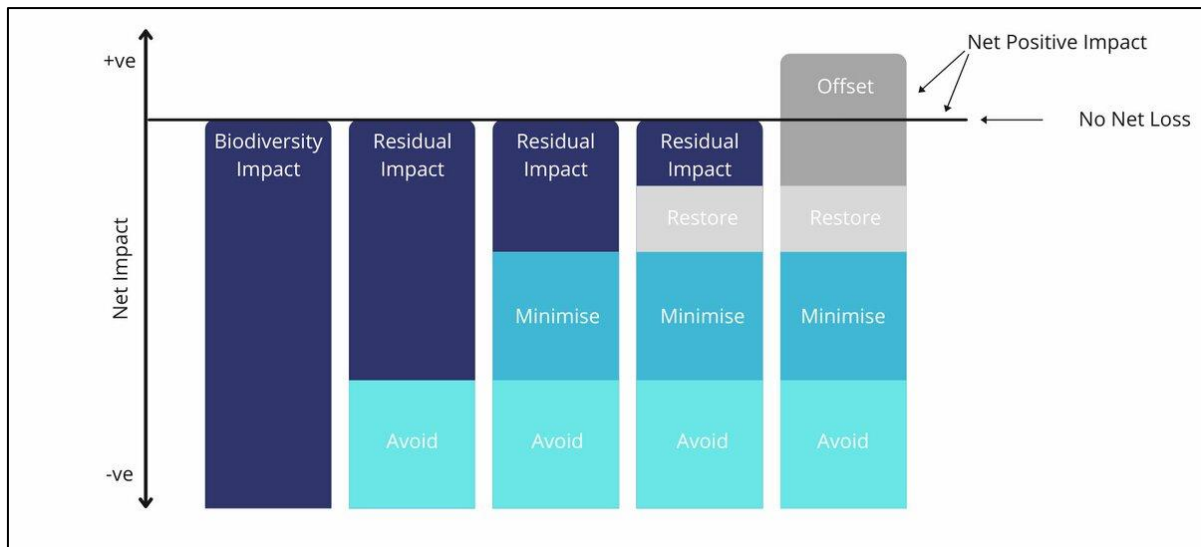 Net Positive Impact
+ve
Offset
No Net Loss
Biodiversity
Impact
Residual
Impact
Residual
Impact
Residual
Impact
Restore
Restore
Net Impact
Minimise
Minimise
Minimise
Avoid
Avoid
Avoid
Avoid
-ve